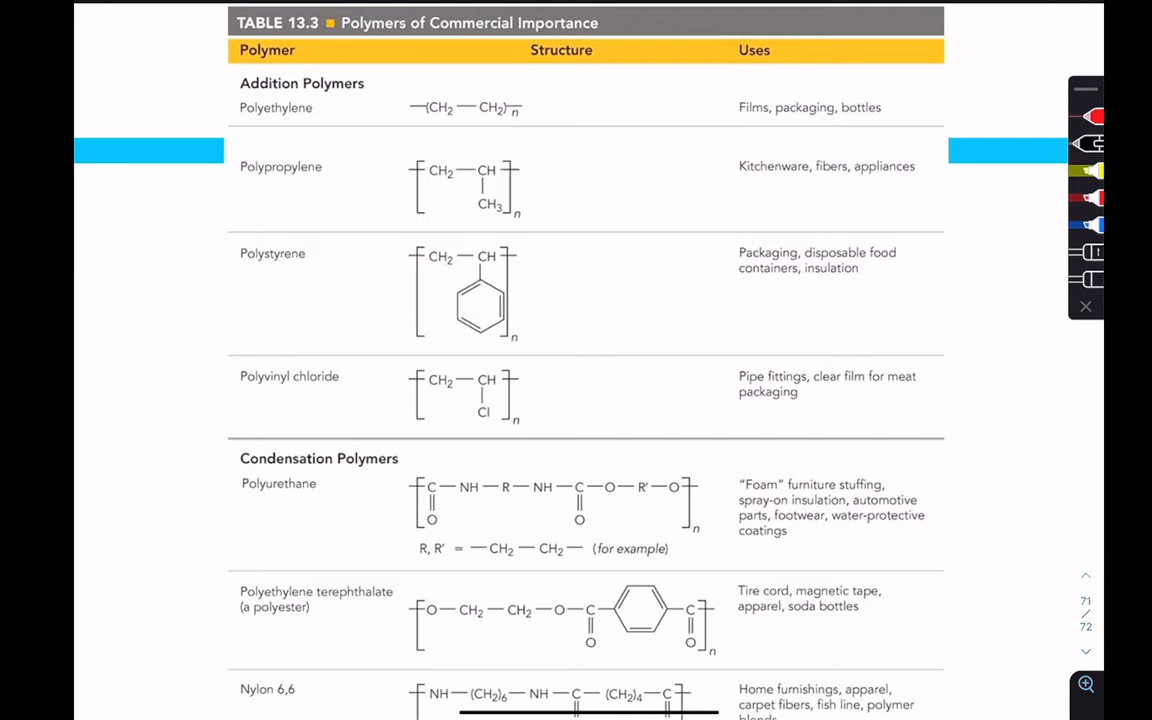 TABLE 13.3 ■ Polymers of Commercial Importance
Polymer Structure Uses
Addition Polymers
Polyethylene —(CH₂—CH₂)—n Films, packaging, bottles
Polypropylene CH₂—CH Kitchenware, fibers, appliances
CH₃ n
Polystyrene CH₂—CH Packaging, disposable food
containers, insulation
n
Polyvinyl chloride CH₂—CH Pipe fittings, clear film for meat
packaging
Cl n
Condensation Polymers
Polyurethane C—NH—R—NH—C—O—R′—O "Foam" furniture stuffing,
spray-on insulation, automotive
parts, footwear, water-protective
O O n
coatings
R, R′ = —CH₂—CH₂— (for example)
Polyethylene terephthalate Tire cord, magnetic tape,
(a polyester) O—CH₂—CH₂—O—C C apparel, soda bottles
O O n
Nylon 6,6 NH—(CH₂)₆—NH—C—(CH₂)₄—C Home furnishings, apparel,
carpet fibers, fish line, polymer
71
/
72